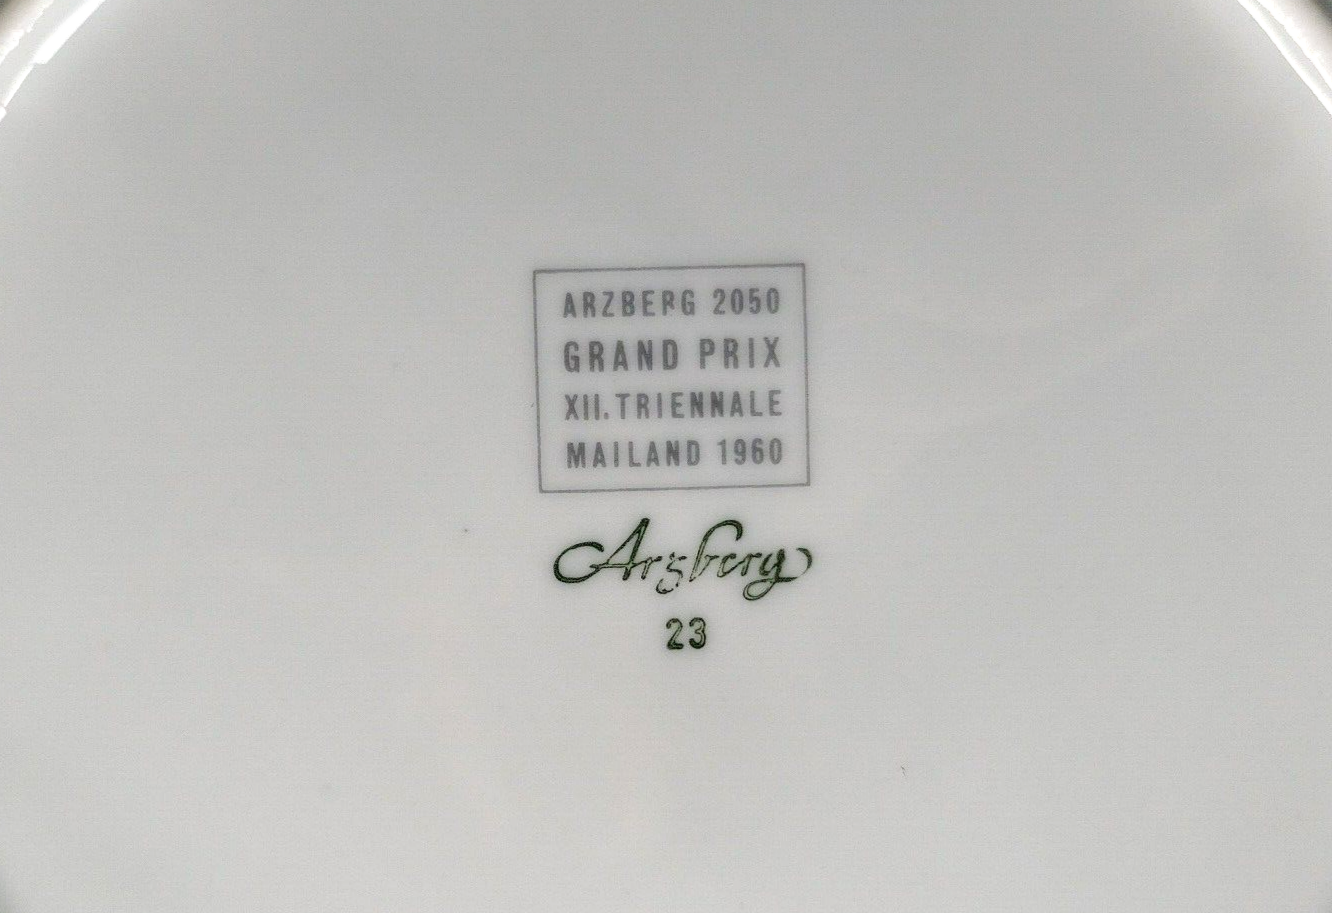 ARZBERG 2050
GRAND PRIX
XII. TRIENNALE
MAILAND 1960
Arzberg
23